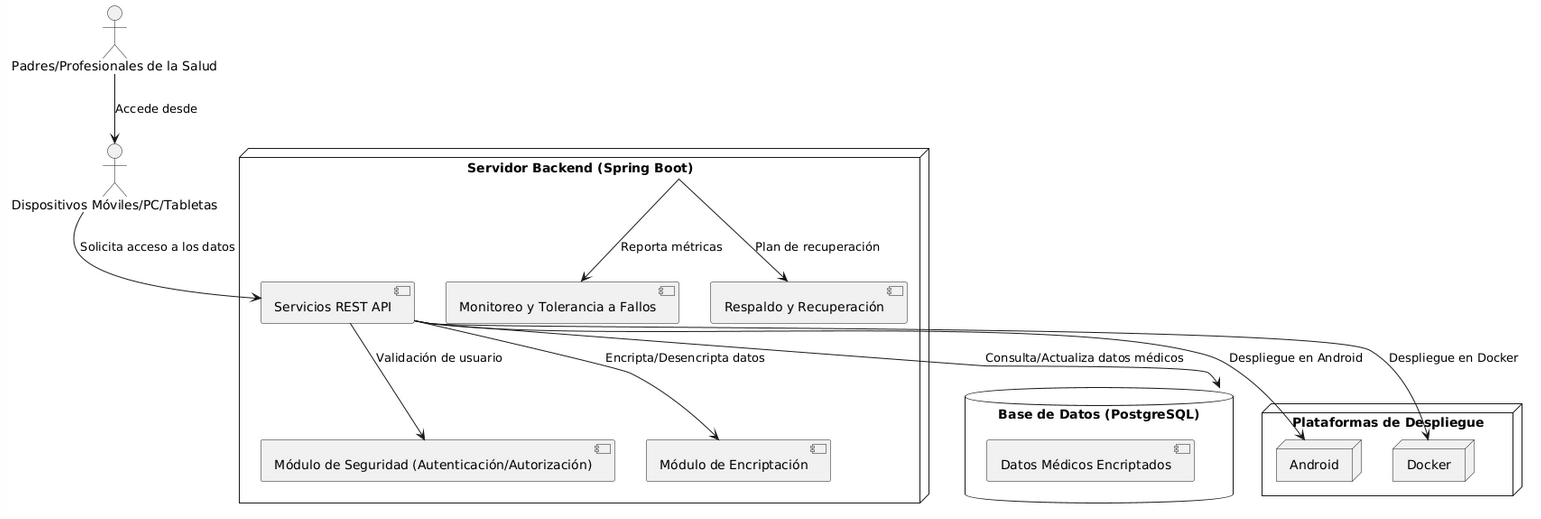 Padres/Profesionales de la Salud
Accede desde
Dispositivos Móviles/PC/Tabletas
Solicita acceso a los datos
Servidor Backend (Spring Boot)
Reporta métricas
Plan de recuperación
Servicios REST API
Monitoreo y Tolerancia a Fallos
Respaldo y Recuperación
Validación de usuario
Encripta/Desencripta datos
Consulta/Actualiza datos médicos
Despliegue en Android
Despliegue en Docker
Base de Datos (PostgreSQL)
Plataformas de Despliegue
Módulo de Seguridad (Autenticación/Autorización)
Módulo de Encriptación
Datos Médicos Encriptados
Android
Docker